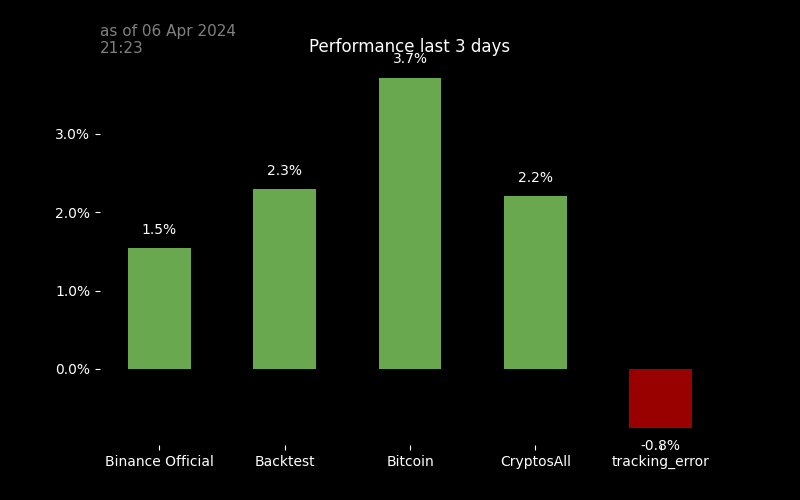 as of 06 Apr 2024
21:23
Performance last 3 days
3.7%
3.0%
2.3%
2.2%
2.0%
1.5%
1.0%
0.0%
-0.8%
Binance Official
Backtest
Bitcoin
CryptosAll
tracking_error